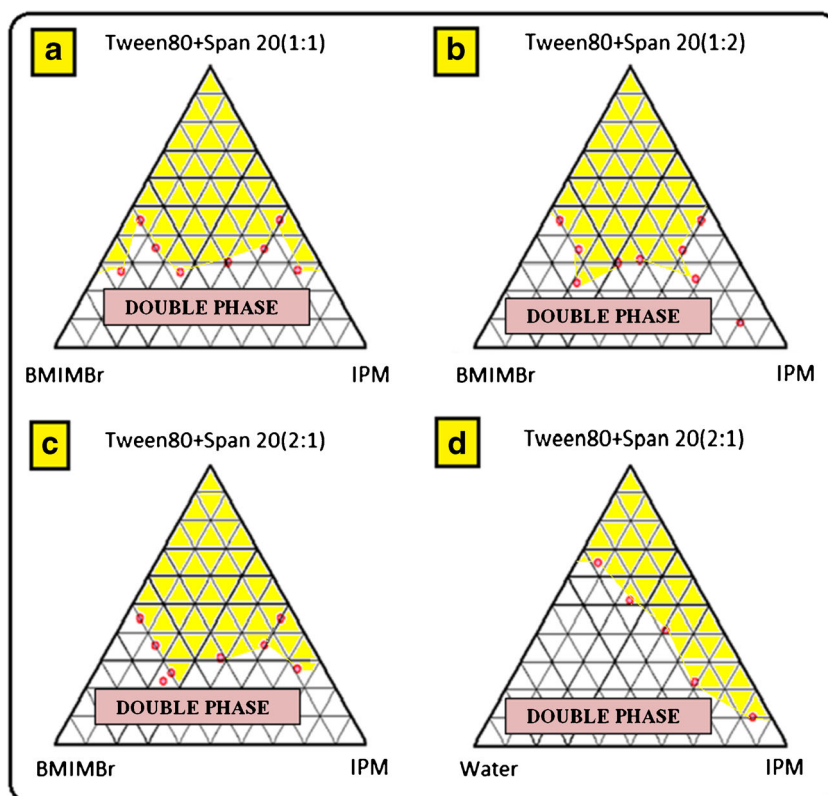 a
Tween80+Span 20(1:1)
DOUBLE PHASE
BMIMBr
IPM
b
Tween80+Span 20(1:2)
DOUBLE PHASE
BMIMBr
IPM
c
Tween80+Span 20(2:1)
DOUBLE PHASE
BMIMBr
IPM
d
Tween80+Span 20(2:1)
DOUBLE PHASE
Water
IPM